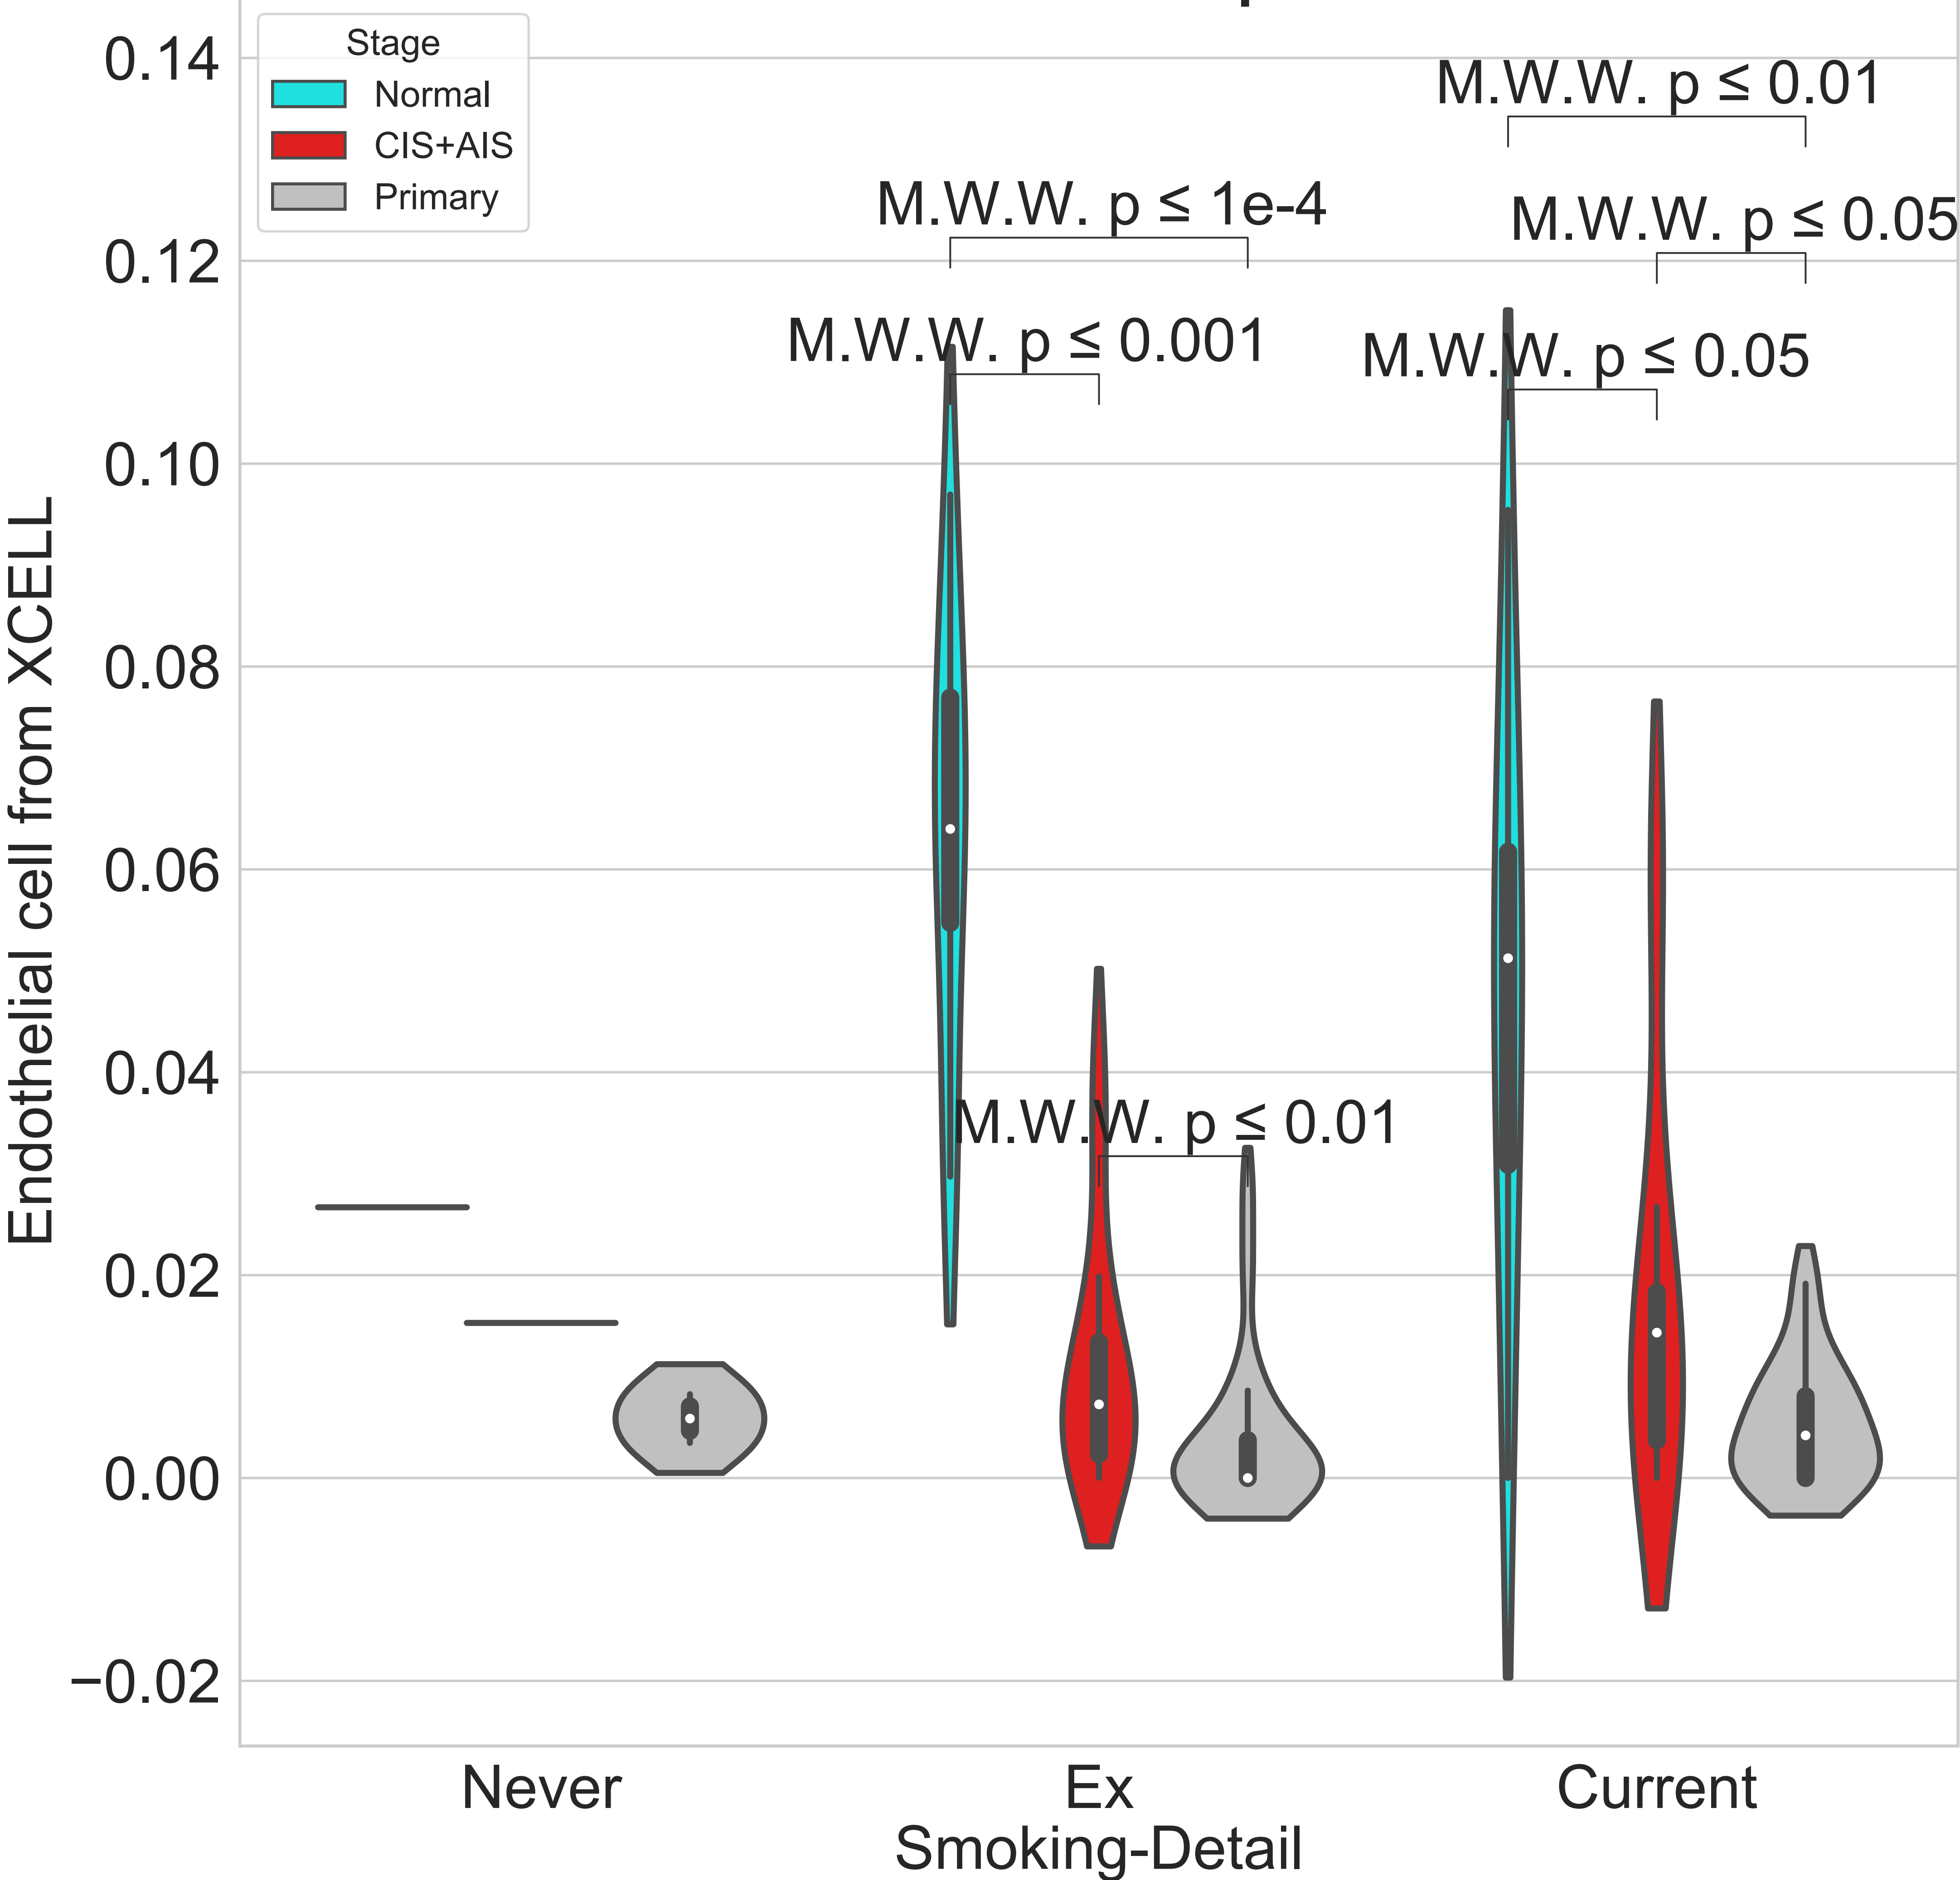 Stage
Normal
CIS+AIS
Primary
0.14
0.12
0.10
0.08
0.06
0.04
0.02
0.00
−0.02
Endothelial cell from XCELL
M.W.W. p ≤ 0.01
M.W.W. p ≤ 1e-4
M.W.W. p ≤ 0.05
M.W.W. p ≤ 0.001
M.W.W. p ≤ 0.05
M.W.W. p ≤ 0.01
Never
Ex
Current
Smoking-Detail